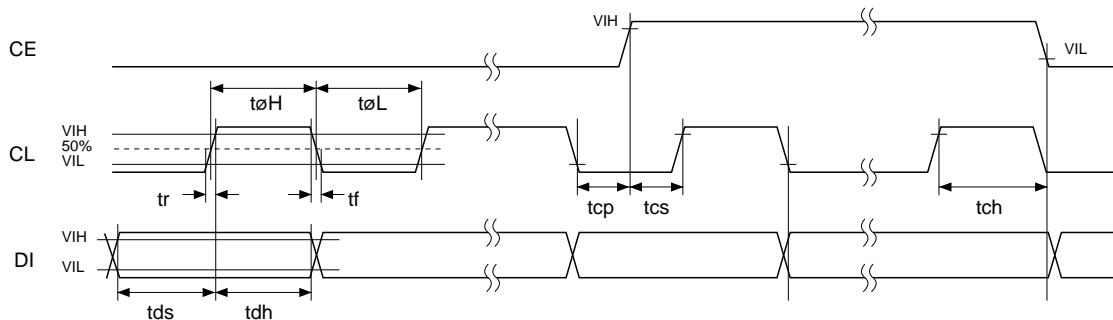 CE
VIH
VIL
tøH
tøL
CL
VIH
50%
VIL
tr
tf
tcp
tcs
tch
DI
VIH
VIL
tds
tdh